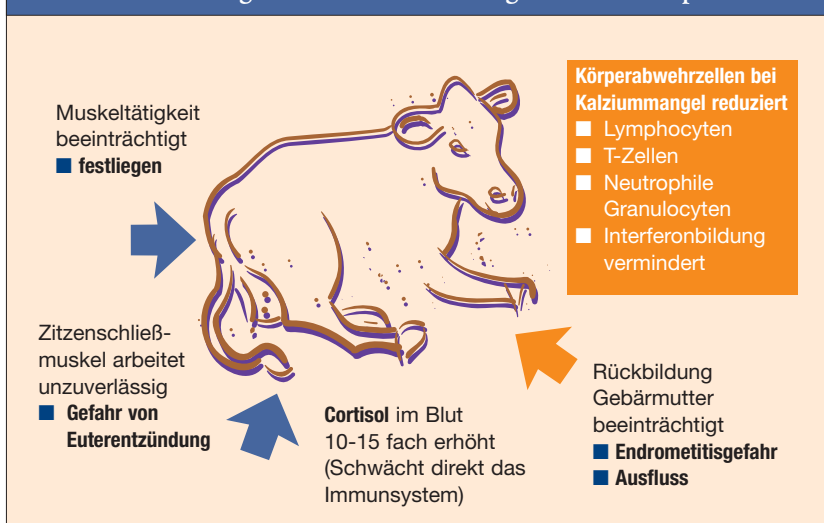 Muskeltätigkeit
beeinträchtigt
■ festliegen
Körperabwehrzellen bei
Kalziummangel reduziert
■ Lymphocyten
■ T-Zellen
■ Neutrophile
Granulocyten
■ Interferonbildung
vermindert
Zitzenschließ-
muskel arbeitet
unzuverlässig
■ Gefahr von
Euterentzündung
Cortisol im Blut
10-15 fach erhöht
(Schwächt direkt das
Immunsystem)
Rückbildung
Gebärmutter
beeinträchtigt
■ Endrometitisgefahr
■ Ausfluss